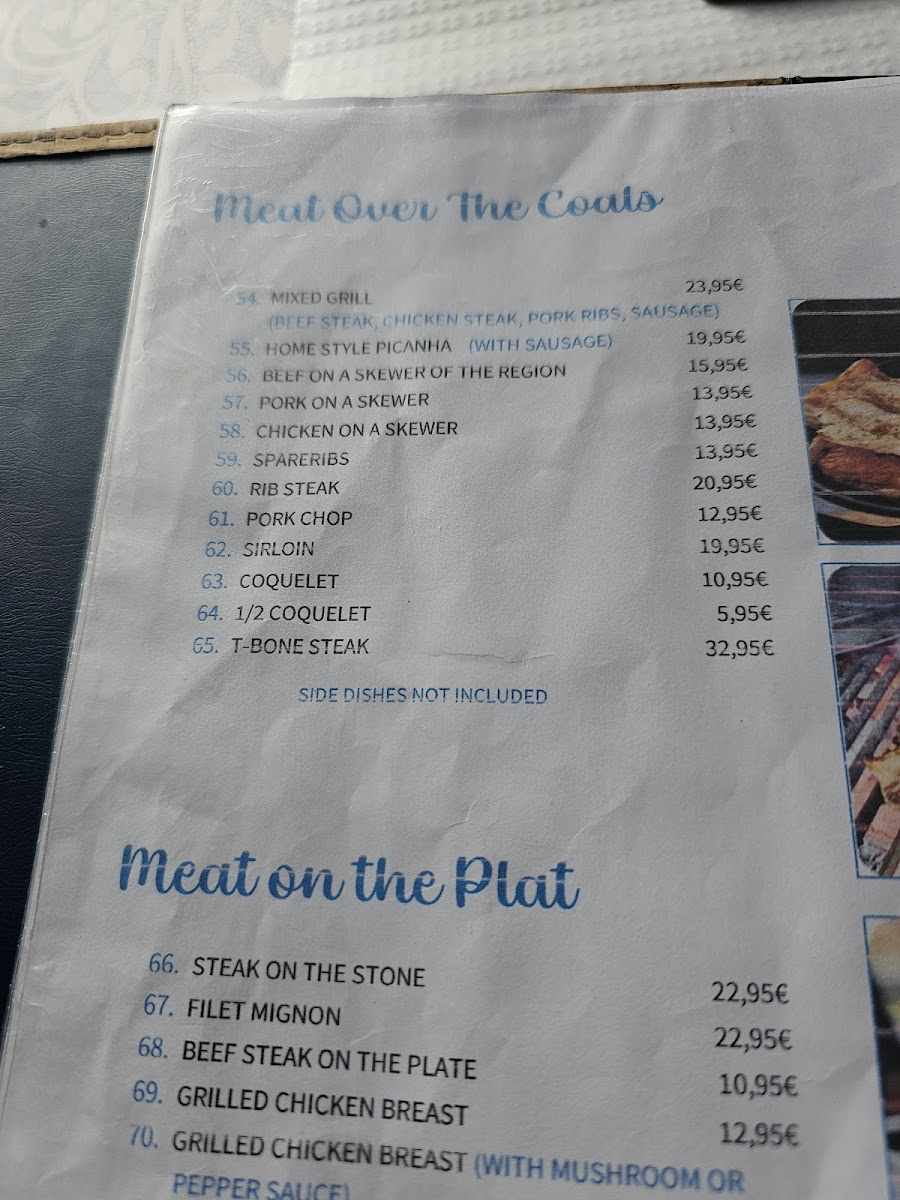 Meat Over The Coals
54. MIXED GRILL 23,95€
(BEEF STEAK, CHICKEN STEAK, PORK RIBS, SAUSAGE)
55. HOME STYLE PICANHA (WITH SAUSAGE) 19,95€
56. BEEF ON A SKEWER OF THE REGION 15,95€
57. PORK ON A SKEWER 13,95€
58. CHICKEN ON A SKEWER 13,95€
59. SPARERIBS 13,95€
60. RIB STEAK 20,95€
61. PORK CHOP 12,95€
62. SIRLOIN 19,95€
63. COQUELET 10,95€
64. 1/2 COQUELET 5,95€
65. T-BONE STEAK 32,95€
SIDE DISHES NOT INCLUDED
Meat on the Plat
66. STEAK ON THE STONE 22,95€
67. FILET MIGNON 22,95€
68. BEEF STEAK ON THE PLATE 10,95€
69. GRILLED CHICKEN BREAST 12,95€
70. GRILLED CHICKEN BREAST (WITH MUSHROOM OR
PEPPER SAUCE)